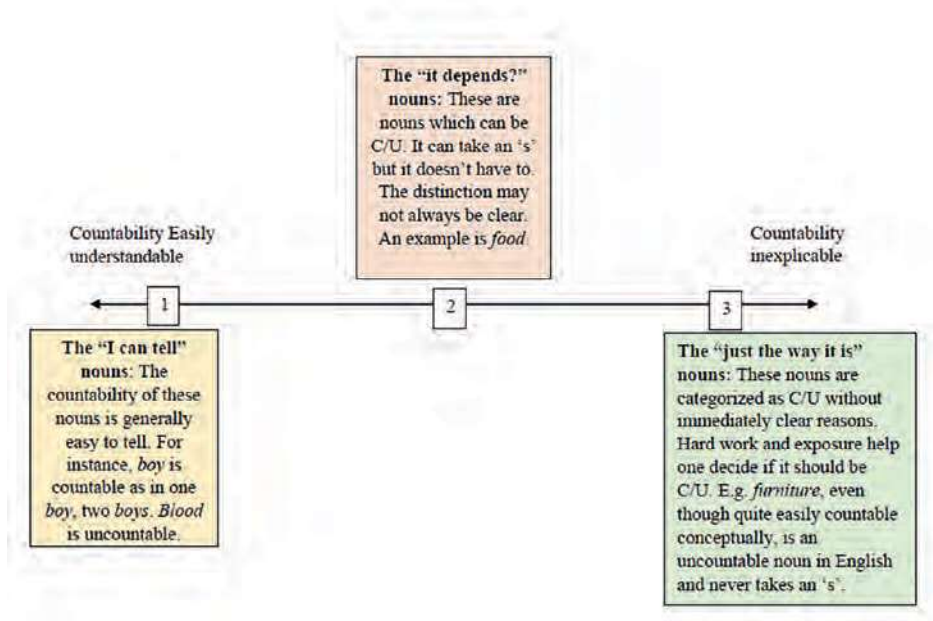 The “it depends?”
nouns: These are
nouns which can be
C/U. It can take an ‘s’
but it doesn’t have to.
The distinction may
not always be clear.
An example is food.
Countability Easily
understandable
Countability
inexplicable
1
2
3
The “I can tell”
nouns: The
countability of these
nouns is generally
easy to tell. For
instance, boy is
countable as in one
boy, two boys. Blood
is uncountable.
The “just the way it is”
nouns: These nouns are
categorized as C/U without
immediately clear reasons.
Hard work and exposure help
one decide if it should be
C/U. E.g. furniture, even
though quite easily countable
conceptually, is an
uncountable noun in English
and never takes an ‘s’.